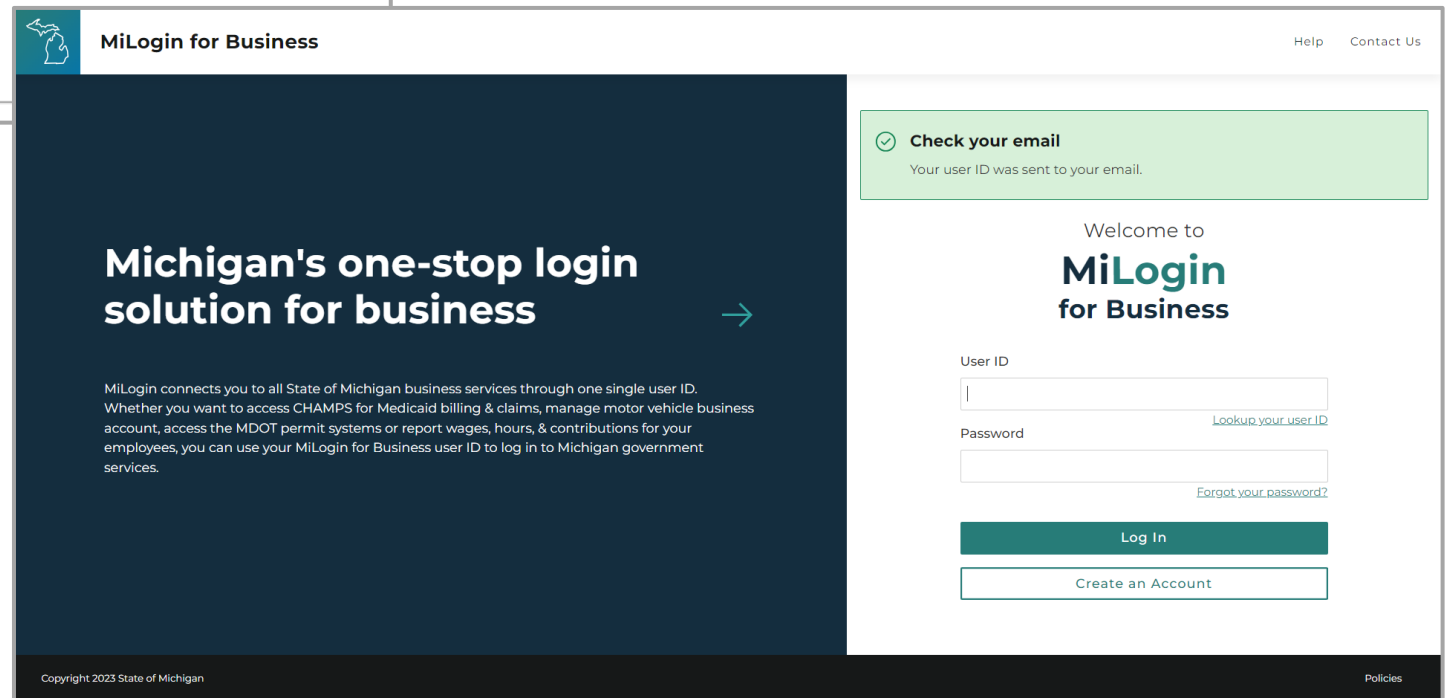 MiLogin for Business
Help
Contact Us
Check your email
Your user ID was sent to your email.
Michigan's one-stop login
solution for business
MiLogin connects you to all State of Michigan business services through one single user ID.
Whether you want to access CHAMPS for Medicaid billing & claims, manage motor vehicle business
account, access the MDOT permit systems or report wages, hours, & contributions for your
employees, you can use your MiLogin for Business user ID to log in to Michigan government
services.
Welcome to
MiLogin
for Business
User ID
Lookup your user ID
Password
Forgot your password?
Log In
Create an Account
Copyright 2023 State of Michigan
Policies